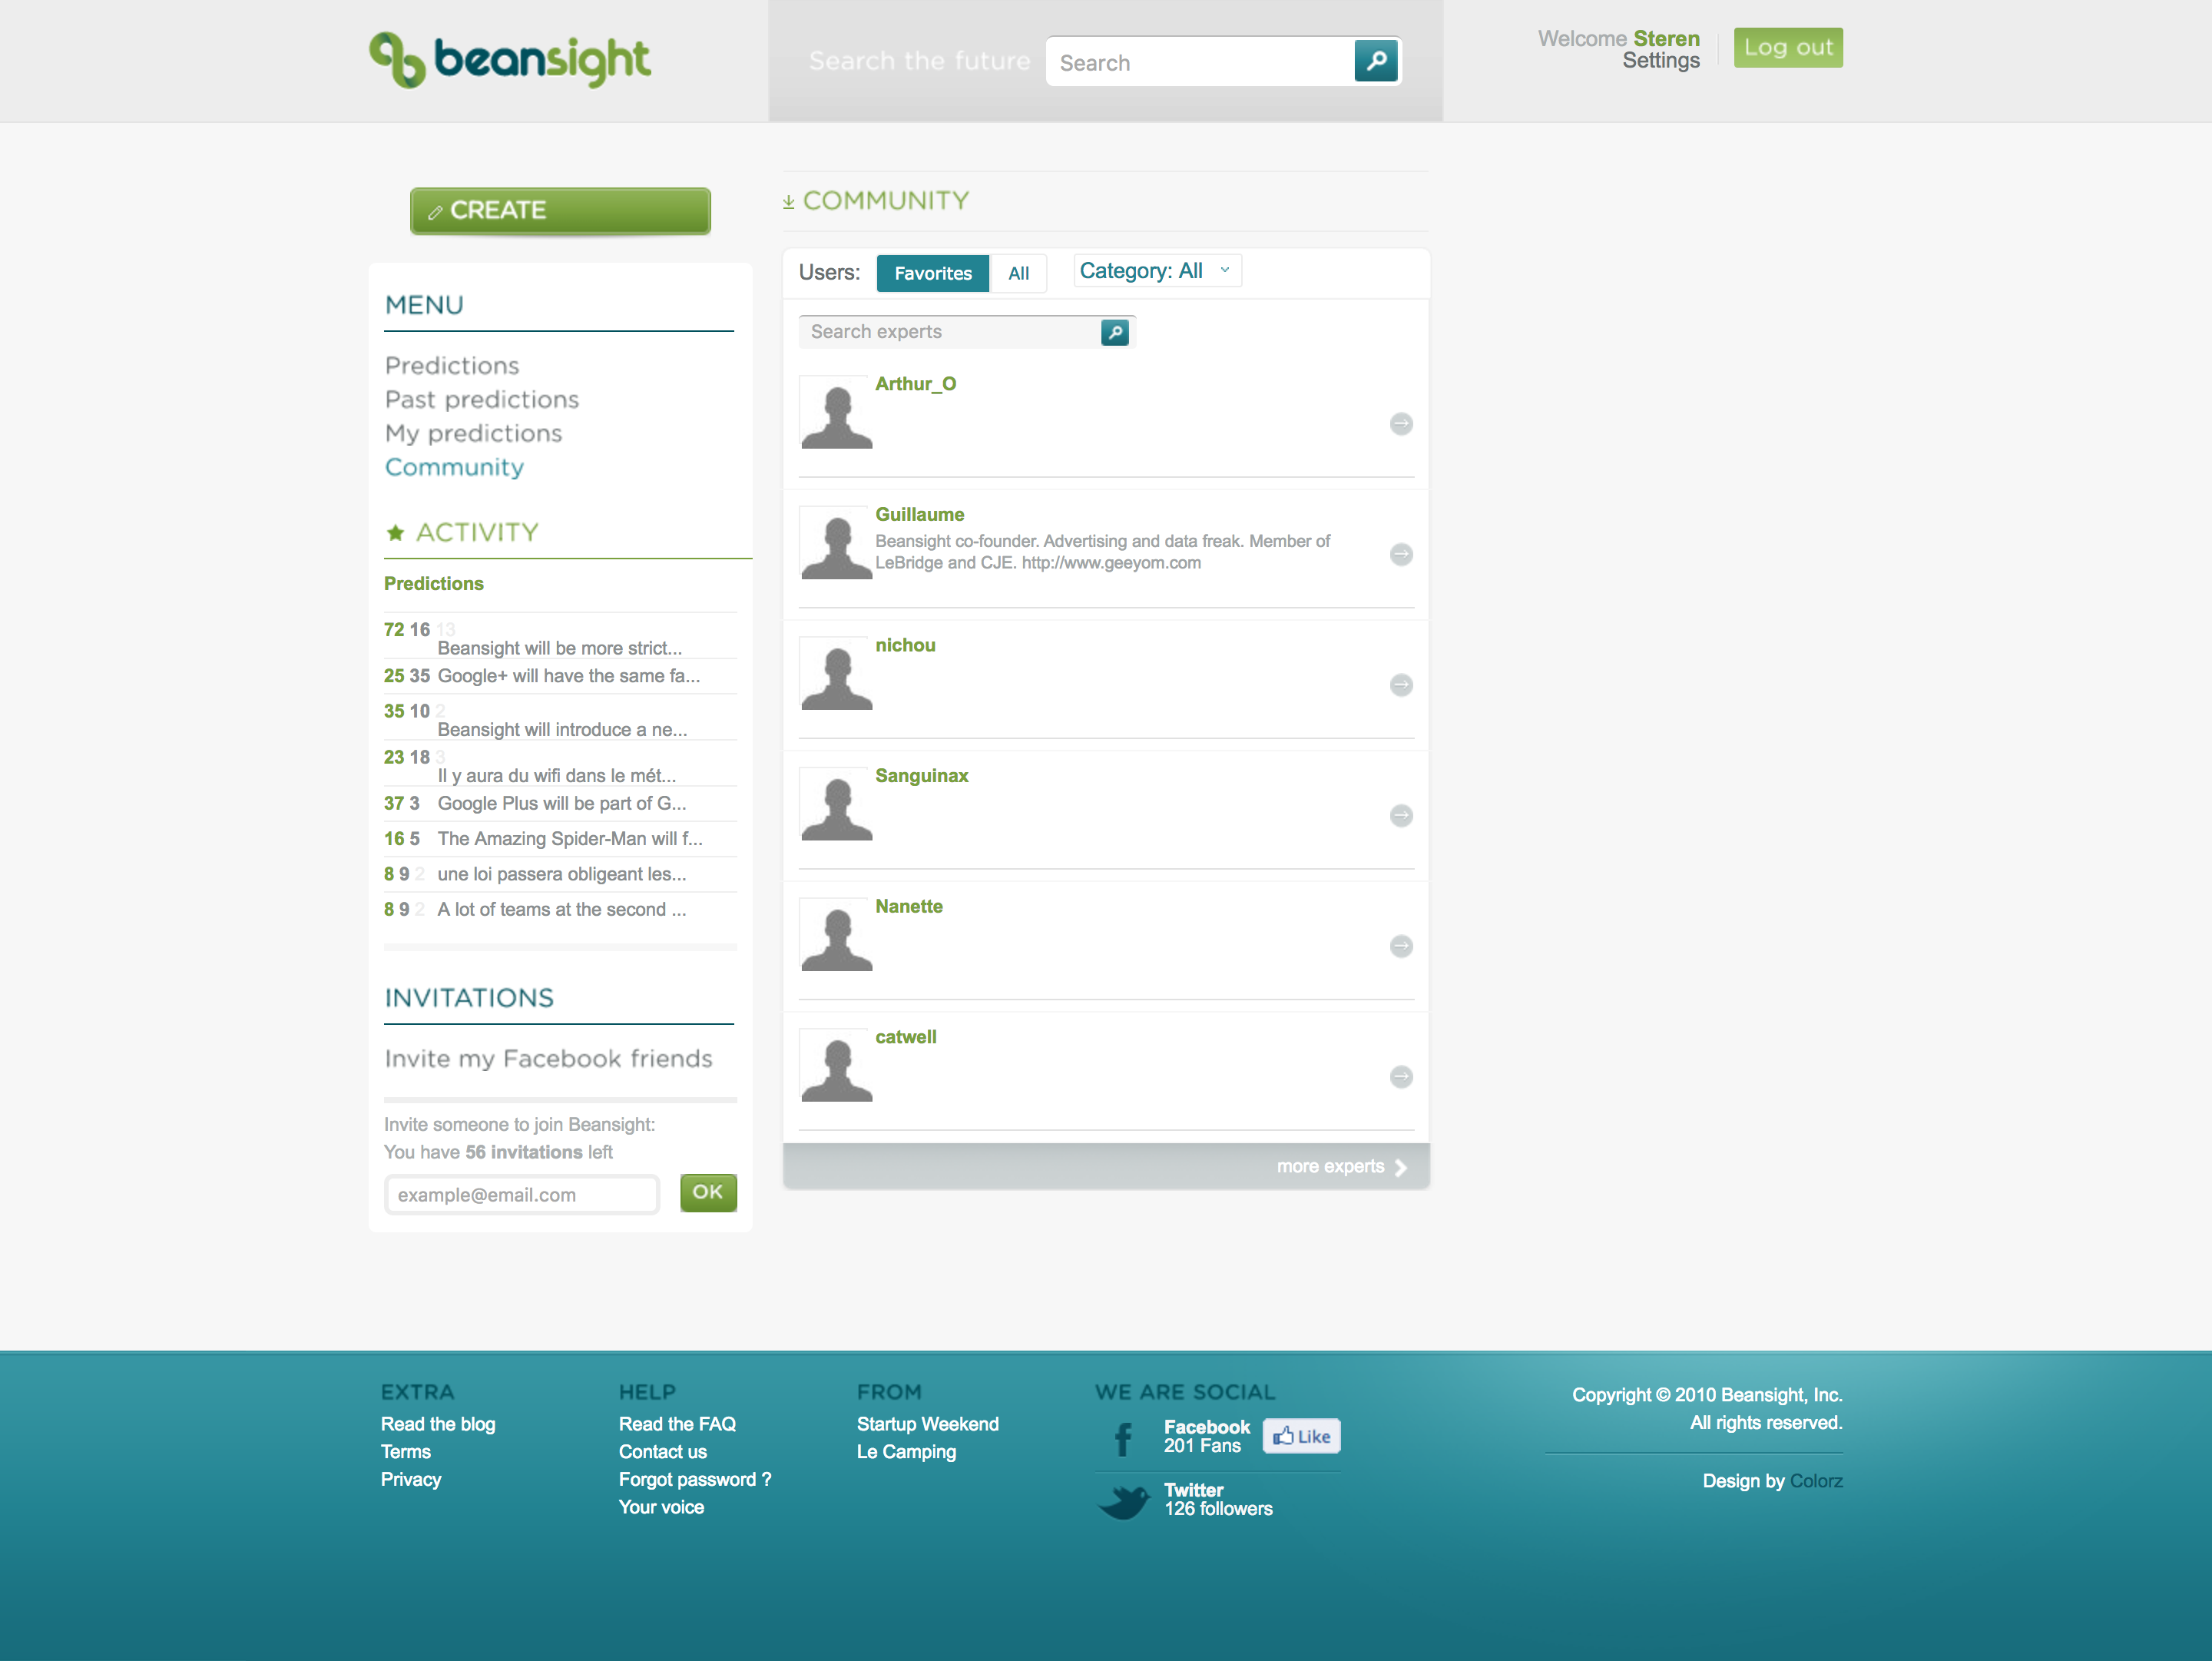 beansight
Search the future
Search
Welcome Steren
Settings
Log out
CREATE
MENU
Predictions
Past predictions
My predictions
Community
ACTIVITY
Predictions
72 16 13
Beansight will be more strict...
25 35 Google+ will have the same fa...
35 10 2
Beansight will introduce a ne...
23 18 3
Il y aura du wifi dans le mét...
37 3 Google Plus will be part of G...
16 5 The Amazing Spider-Man will f...
8 9 2 une loi passera obligeant les...
8 9 2 A lot of teams at the second ...
INVITATIONS
Invite my Facebook friends
Invite someone to join Beansight:
You have 56 invitations left
example@email.com
OK
COMMUNITY
Users: Favorites All Category: All
Search experts
Arthur_O
Guillaume
Beansight co-founder. Advertising and data freak. Member of
LeBridge and CJE. http://www.geeyom.com
nichou
Sanguinax
Nanette
catwell
more experts
EXTRA
Read the blog
Terms
Privacy
HELP
Read the FAQ
Contact us
Forgot password ?
Your voice
FROM
Startup Weekend
Le Camping
WE ARE SOCIAL
Facebook
201 Fans
Like
Twitter
126 followers
Copyright © 2010 Beansight, Inc.
All rights reserved.
Design by Colorz